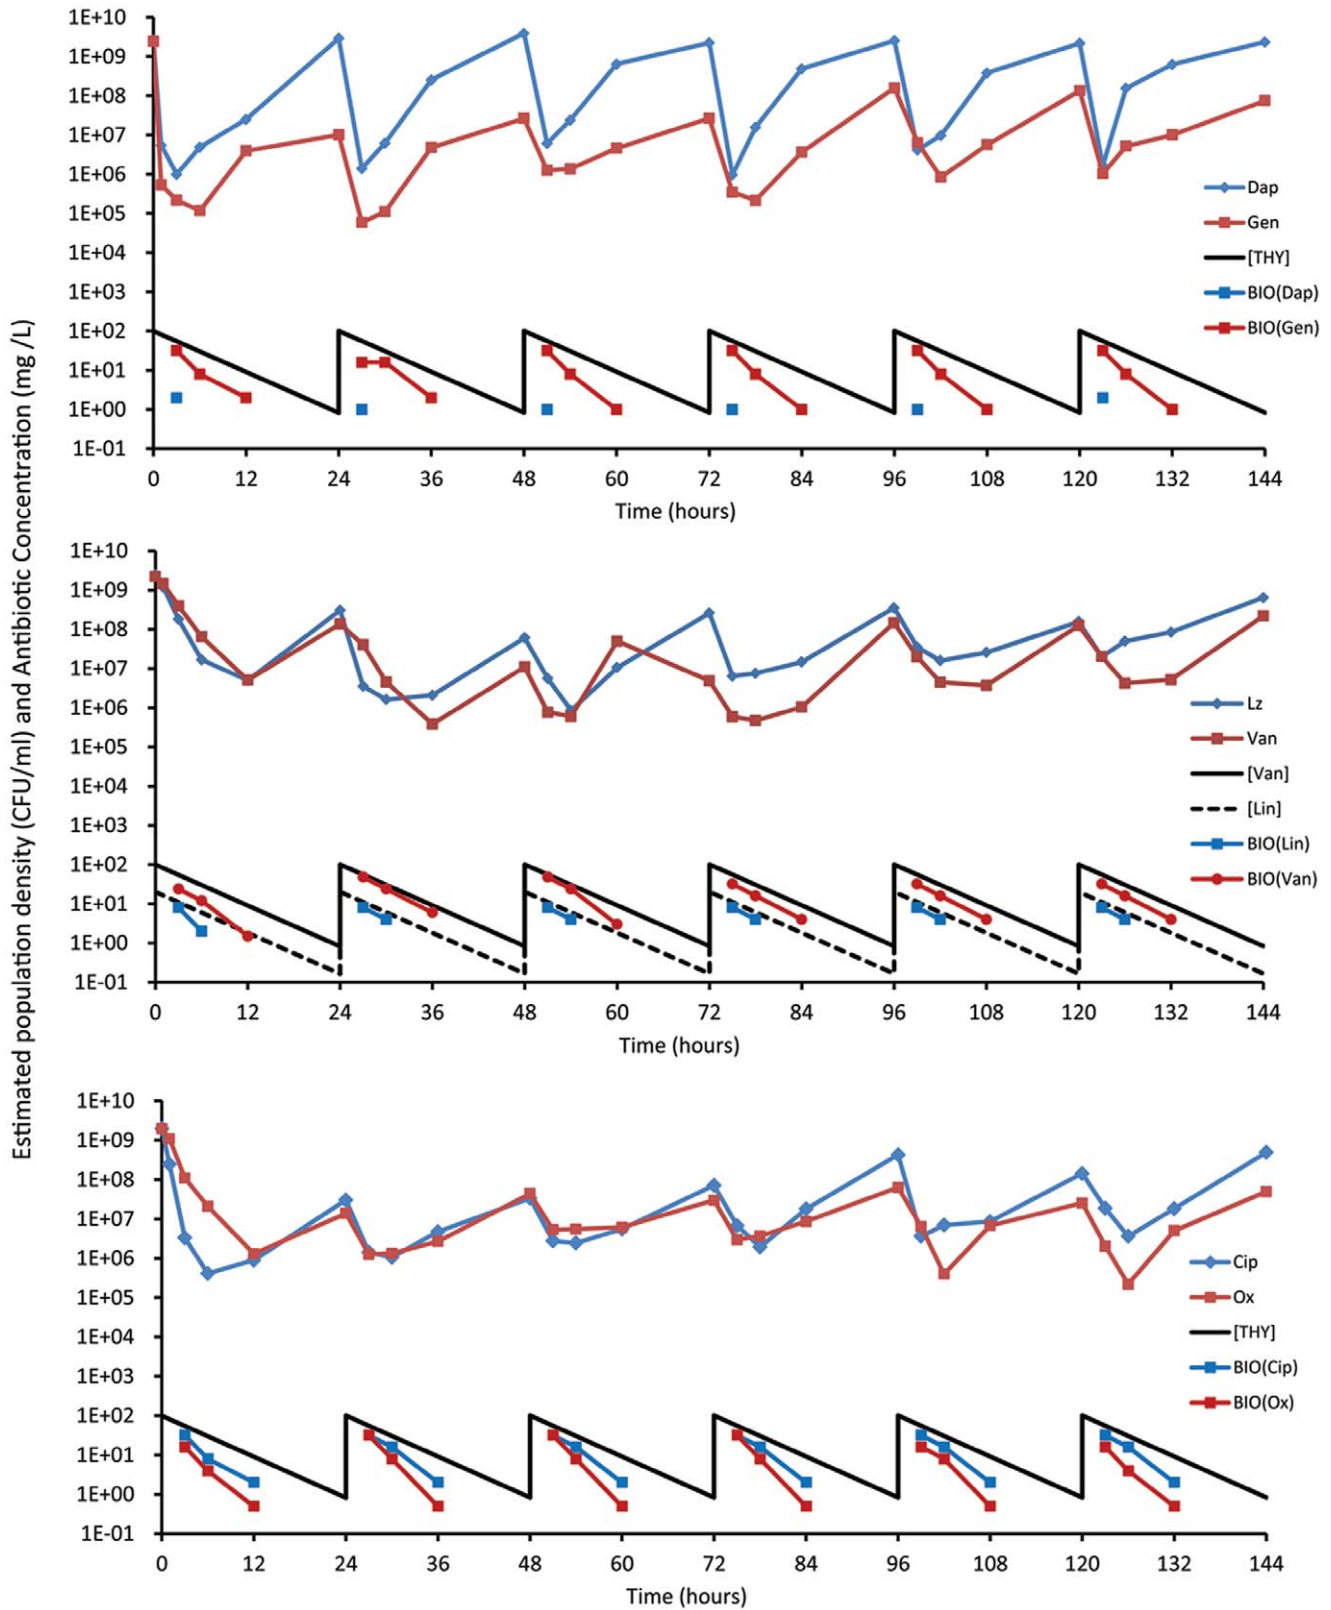 Estimated population density (CFU/ml) and Antibiotic Concentration (mg /L)
1E+10
1E+09
1E+08
1E+07
1E+06
1E+05
1E+04
1E+03
1E+02
1E+01
1E+00
1E-01
0 12 24 36 48 60 72 84 96 108 120 132 144
Time (hours)
Dap
Gen
[THY]
BIO(Dap)
BIO(Gen)
1E+10
1E+09
1E+08
1E+07
1E+06
1E+05
1E+04
1E+03
1E+02
1E+01
1E+00
1E-01
0 12 24 36 48 60 72 84 96 108 120 132 144
Time (hours)
Lz
Van
[Van]
[Lin]
BIO(Lin)
BIO(Van)
1E+10
1E+09
1E+08
1E+07
1E+06
1E+05
1E+04
1E+03
1E+02
1E+01
1E+00
1E-01
0 12 24 36 48 60 72 84 96 108 120 132 144
Time (hours)
Cip
Ox
[THY]
BIO(Cip)
BIO(Ox)